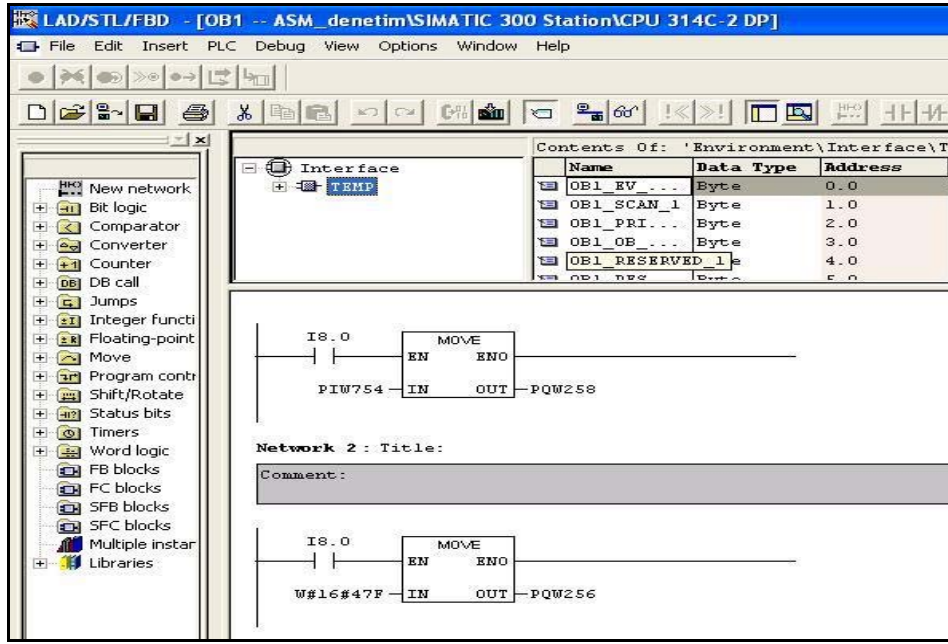 LAD/STL/FBD - [OB1 -- ASM_denetim\SIMATIC 300 Station\CPU 314C-2 DP]
File Edit Insert PLC Debug View Options Window Help
New network
Bit logic
Comparator
Converter
Counter
DB call
Jumps
Integer functi
Floating-point
Move
Program contr
Shift/Rotate
Status bits
Timers
Word logic
FB blocks
FC blocks
SFB blocks
SFC blocks
Multiple instar
Libraries
Interface
TEMP
Contents Of: 'Environment\Interface\T
Name Data Type Address
OB1_EV_... Byte 0.0
OB1_SCAN_1 Byte 1.0
OB1_PRI... Byte 2.0
OB1_OB_... Byte 3.0
OB1_RESERVED_1 e 4.0
I8.0 MOVE
EN ENO
PIW754 IN OUT PQW258
Network 2 : Title:
Comment:
I8.0 MOVE
EN ENO
W#16#47F IN OUT PQW256